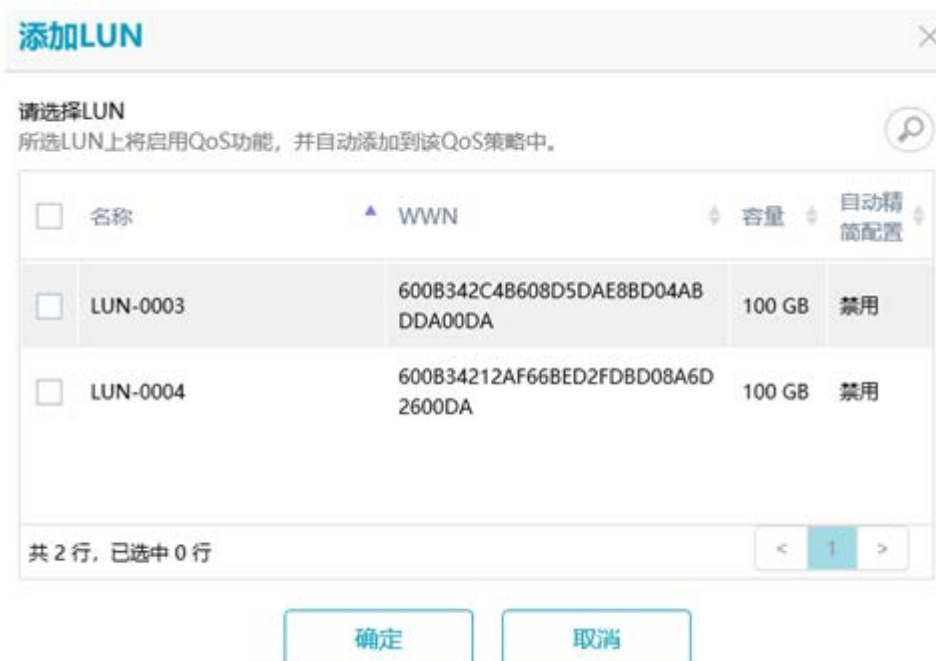 添加LUN
请选择LUN
所选LUN上将启用QoS功能，并自动添加到该QoS策略中。
名称 WWN 容量 自动精
简配置
LUN-0003 600B342C4B608D5DAE8BD04AB
DDA00DA 100 GB 禁用
LUN-0004 600B34212AF66BED2FDBD08A6D
2600DA 100 GB 禁用
共 2 行，已选中 0 行 < 1 >
确定 取消